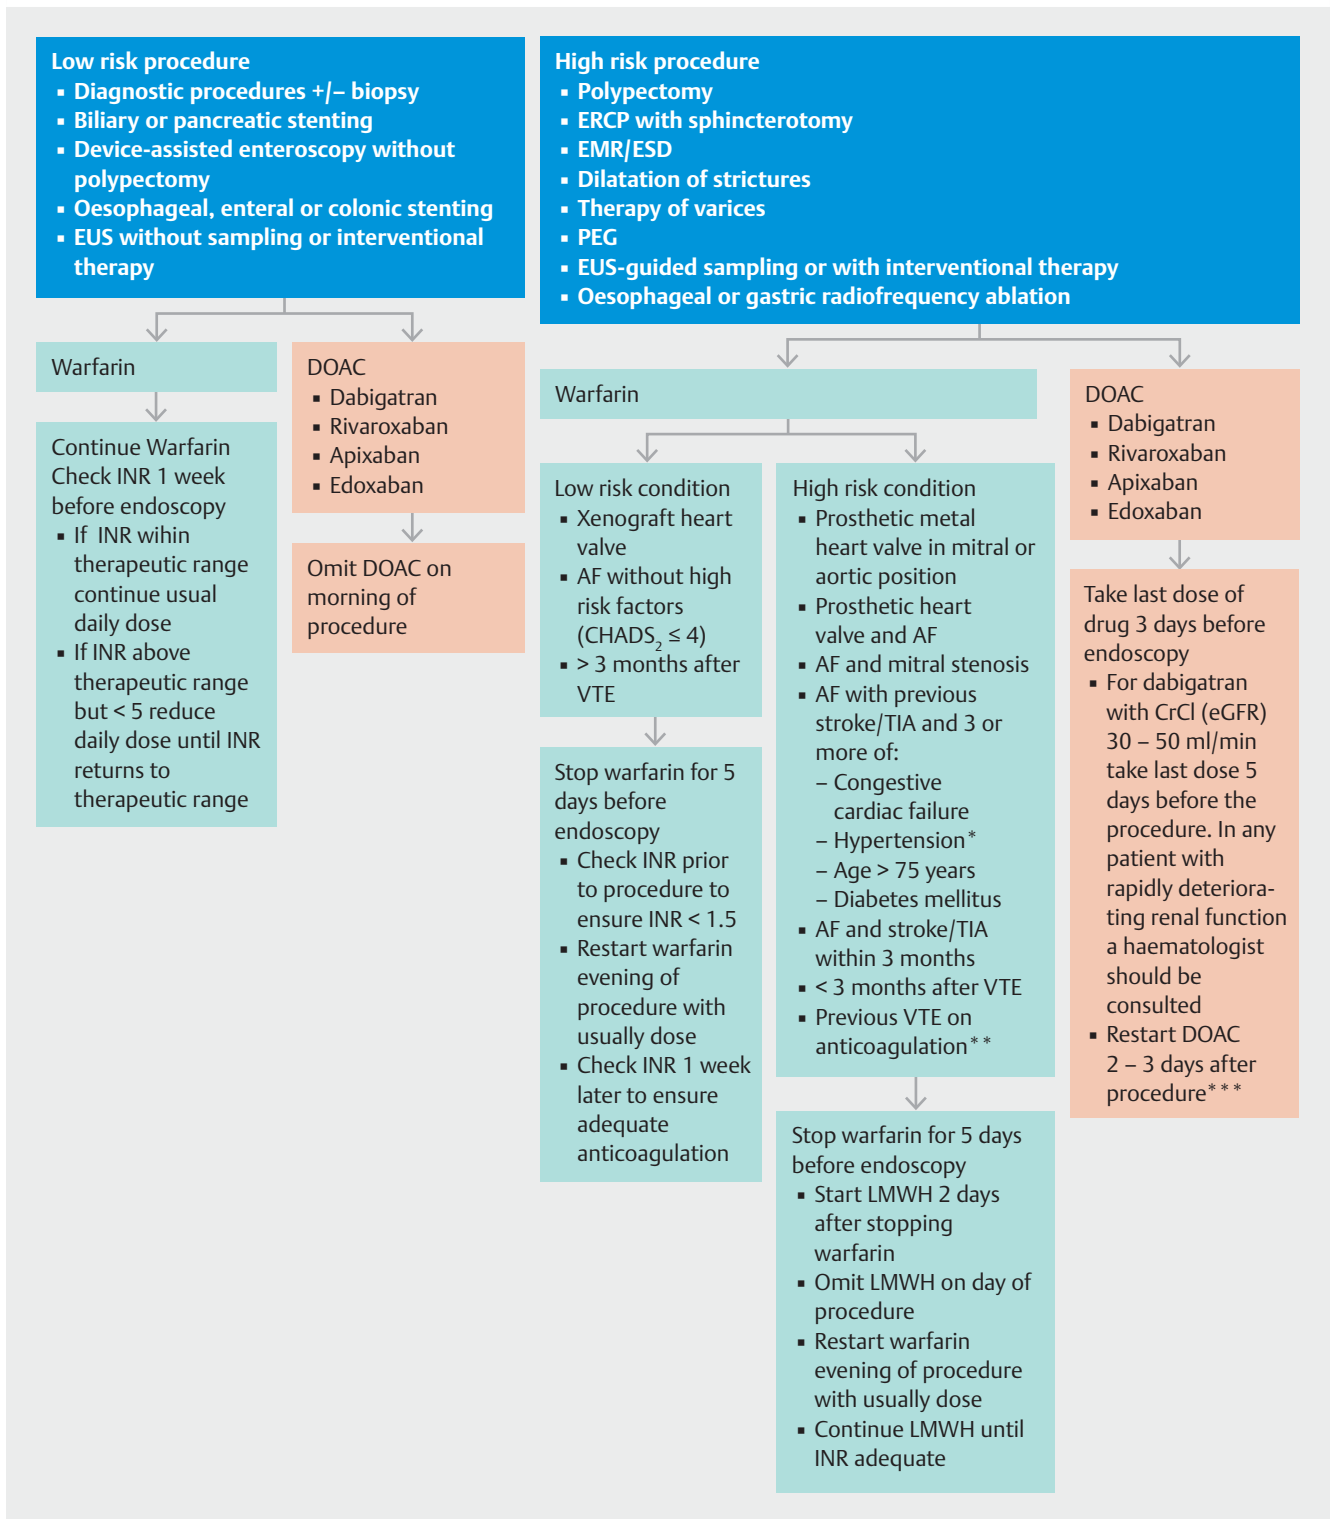 Low risk procedure
▪ Diagnostic procedures +/– biopsy
▪ Biliary or pancreatic stenting
▪ Device-assisted enteroscopy without
polypectomy
▪ Oesophageal, enteral or colonic stenting
▪ EUS without sampling or interventional
therapy
Warfarin
Continue Warfarin
Check INR 1 week
before endoscopy
▪ If INR wihin
therapeutic range
continue usual
daily dose
▪ If INR above
therapeutic range
but < 5 reduce
daily dose until INR
returns to
therapeutic range
DOAC
▪ Dabigatran
▪ Rivaroxaban
▪ Apixaban
▪ Edoxaban
Omit DOAC on
morning of
procedure
High risk procedure
▪ Polypectomy
▪ ERCP with sphincterotomy
▪ EMR/ESD
▪ Dilatation of strictures
▪ Therapy of varices
▪ PEG
▪ EUS-guided sampling or with interventional therapy
▪ Oesophageal or gastric radiofrequency ablation
Warfarin
Low risk condition
▪ Xenograft heart
valve
▪ AF without high
risk factors
(CHADS₂ ≤ 4)
▪ > 3 months after
VTE
Stop warfarin for 5
days before
endoscopy
▪ Check INR prior
to procedure to
ensure INR < 1.5
▪ Restart warfarin
evening of
procedure with
usually dose
▪ Check INR 1 week
later to ensure
adequate
anticoagulation
High risk condition
▪ Prosthetic metal
heart valve in mitral or
aortic position
▪ Prosthetic heart
valve and AF
▪ AF and mitral stenosis
▪ AF with previous
stroke/TIA and 3 or
more of:
– Congestive
cardiac failure
– Hypertension*
– Age > 75 years
– Diabetes mellitus
▪ AF and stroke/TIA
within 3 months
▪ < 3 months after VTE
▪ Previous VTE on
anticoagulation**
Stop warfarin for 5 days
before endoscopy
▪ Start LMWH 2 days
after stopping
warfarin
▪ Omit LMWH on day of
procedure
▪ Restart warfarin
evening of procedure
with usually dose
▪ Continue LMWH until
INR adequate
DOAC
▪ Dabigatran
▪ Rivaroxaban
▪ Apixaban
▪ Edoxaban
Take last dose of
drug 3 days before
endoscopy
▪ For dabigatran
with CrCl (eGFR)
30 – 50 ml/min
take last dose 5
days before the
procedure. In any
patient with
rapidly deteriora-
ting renal function
a haematologist
should be
consulted
▪ Restart DOAC
2 – 3 days after
procedure***